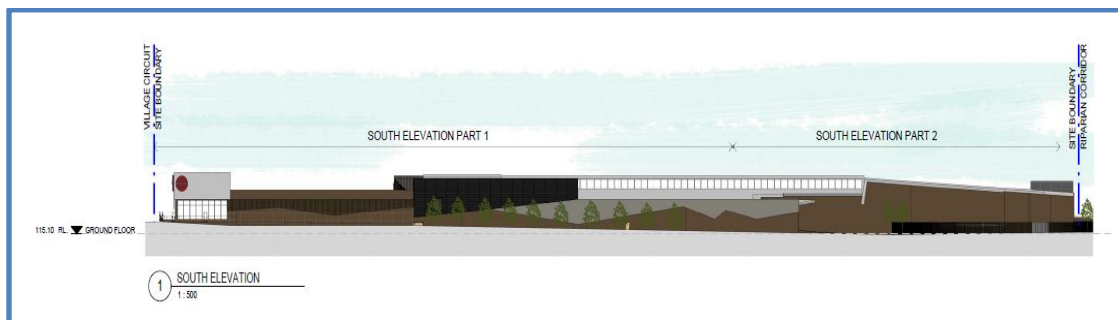 VILLAGE CIRCUIT
SITE BOUNDARY
SOUTH ELEVATION PART 1
SOUTH ELEVATION PART 2
SITE BOUNDARY
RIPARIAN CORRIDOR
115.10 RL. GROUND FLOOR
1 SOUTH ELEVATION
1 : 500